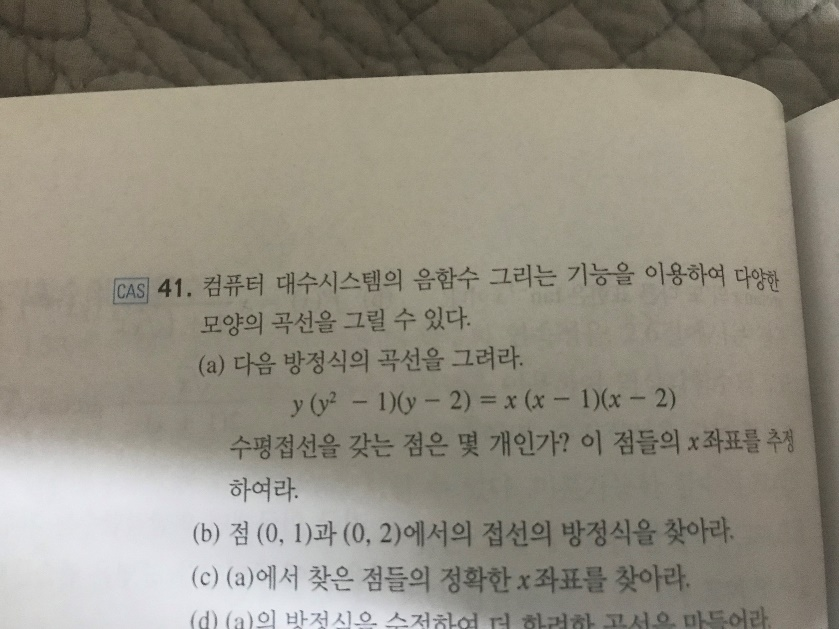 CAS 41. 컴퓨터 대수시스템의 음함수 그리는 기능을 이용하여 다양한
모양의 곡선을 그릴 수 있다.
(a) 다음 방정식의 곡선을 그려라.
y (y² − 1)(y − 2) = x (x − 1)(x − 2)
수평접선을 갖는 점은 몇 개인가? 이 점들의 x좌표를 추정
하여라.
(b) 점 (0, 1)과 (0, 2)에서의 접선의 방정식을 찾아라.
(c) (a)에서 찾은 점들의 정확한 x좌표를 찾아라.
(d) (a)의 방정식을 수정하여 더 화려한 곡선을 만들어라.